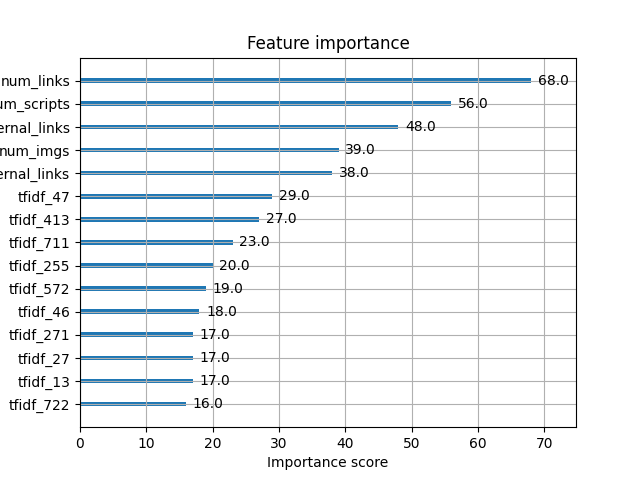 Feature importance
num_links 68.0
um_scripts 56.0
ernal_links 48.0
num_imgs 39.0
ernal_links 38.0
tfidf_47 29.0
tfidf_413 27.0
tfidf_711 23.0
tfidf_255 20.0
tfidf_572 19.0
tfidf_46 18.0
tfidf_271 17.0
tfidf_27 17.0
tfidf_13 17.0
tfidf_722 16.0
0 10 20 30 40 50 60 70
Importance score